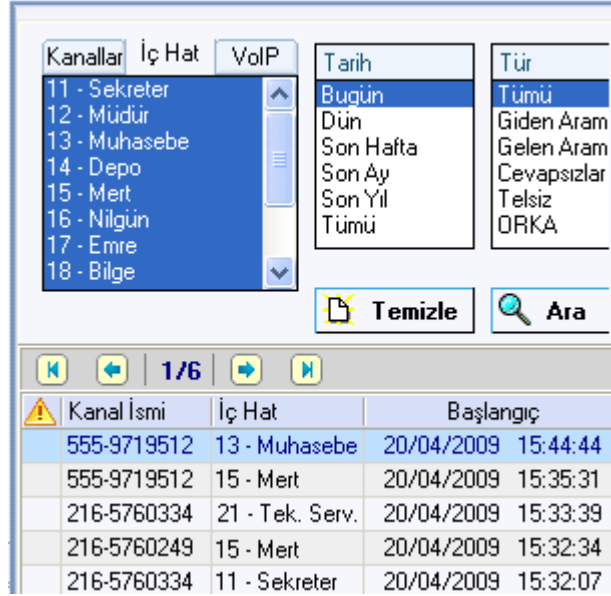 Kanallar İç Hat VoIP
11 - Sekreter
12 - Müdür
13 - Muhasebe
14 - Depo
15 - Mert
16 - Nilgün
17 - Emre
18 - Bilge
Tarih
Bugün
Dün
Son Hafta
Son Ay
Son Yıl
Tümü
Tür
Tümü
Giden Aram
Gelen Aram
Cevapsızlar
Telsiz
ORKA
Temizle
Ara
1/6
Kanal İsmi İç Hat Başlangıç
555-9719512 13 - Muhasebe 20/04/2009 15:44:44
555-9719512 15 - Mert 20/04/2009 15:35:31
216-5760334 21 - Tek. Serv. 20/04/2009 15:33:39
216-5760249 15 - Mert 20/04/2009 15:32:34
216-5760334 11 - Sekreter 20/04/2009 15:32:07